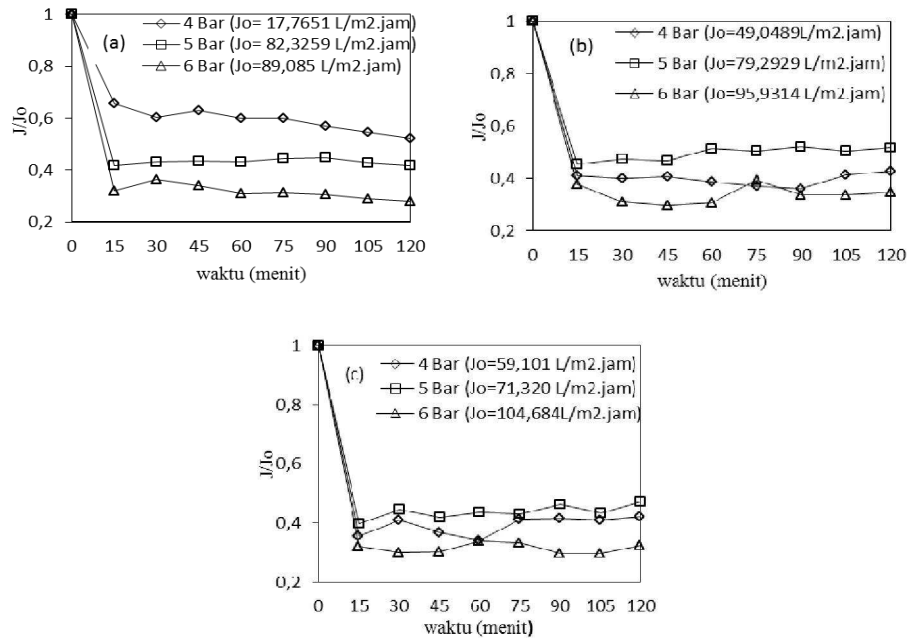 (a)
4 Bar (Jo= 17,7651 L/m2.jam)
5 Bar (Jo= 82,3259 L/m2.jam)
6 Bar (Jo=89,085 L/m2.jam)
1
0,8
0,6
0,4
0,2
J/Jo
0 15 30 45 60 75 90 105 120
waktu (menit)
(b)
4 Bar (Jo=49,0489L/m2.jam)
5 Bar (Jo=79,2929 L/m2.jam)
6 Bar (Jo=95,9314 L/m2.jam)
1
0,8
0,6
0,4
0,2
J/Jo
0 15 30 45 60 75 90 105 120
waktu (menit)
(c)
4 Bar (Jo=59,101 L/m2.jam)
5 Bar (Jo=71,320 L/m2.jam)
6 Bar (Jo=104,684L/m2.jam)
1
0,8
0,6
0,4
0,2
J/Jo
0 15 30 45 60 75 90 105 120
waktu (menit)